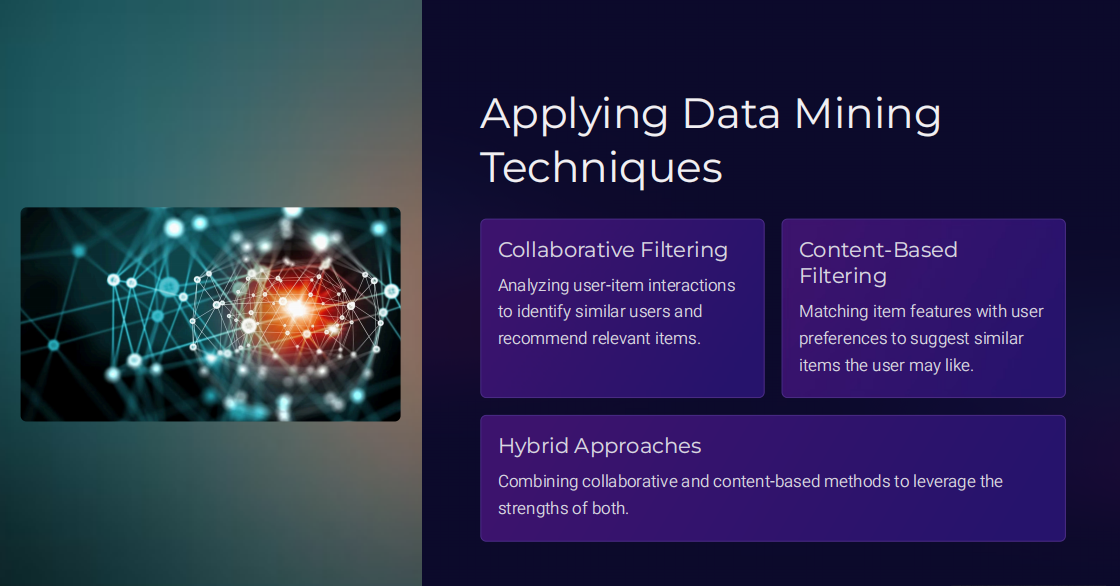 Applying Data Mining
Techniques
Collaborative Filtering
Analyzing user-item interactions
to identify similar users and
recommend relevant items.
Content-Based
Filtering
Matching item features with user
preferences to suggest similar
items the user may like.
Hybrid Approaches
Combining collaborative and content-based methods to leverage the
strengths of both.